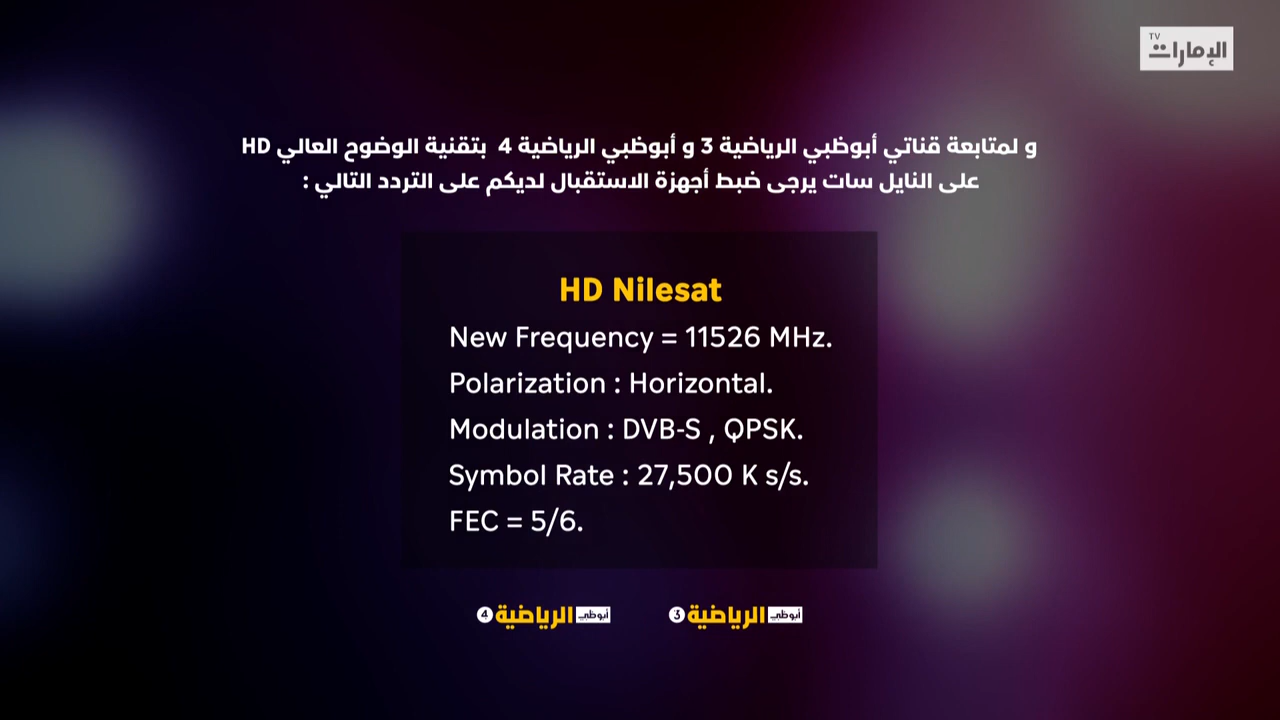 الإمارات TV
و لمتابعة قناتي أبوظبي الرياضية 3 و أبوظبي الرياضية 4 بتقنية الوضوح العالي HD
على النايل سات يرجى ضبط أجهزة الاستقبال لديكم على التردد التالي :
HD Nilesat
New Frequency = 11526 MHz.
Polarization : Horizontal.
Modulation : DVB-S , QPSK.
Symbol Rate : 27,500 K s/s.
FEC = 5/6.
أبوظبي الرياضية 3
أبوظبي الرياضية 4